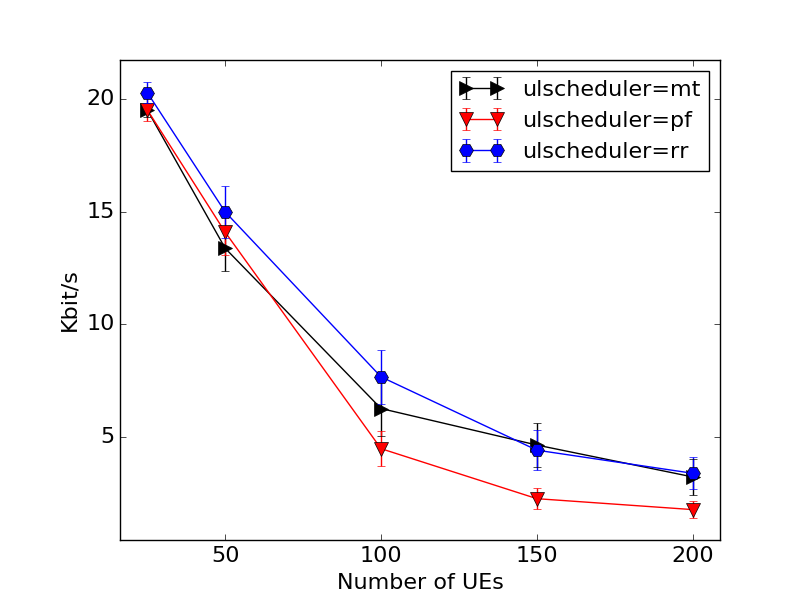 ulscheduler=mt
ulscheduler=pf
ulscheduler=rr
20
15
10
5
Kbit/s
50 100 150 200
Number of UEs